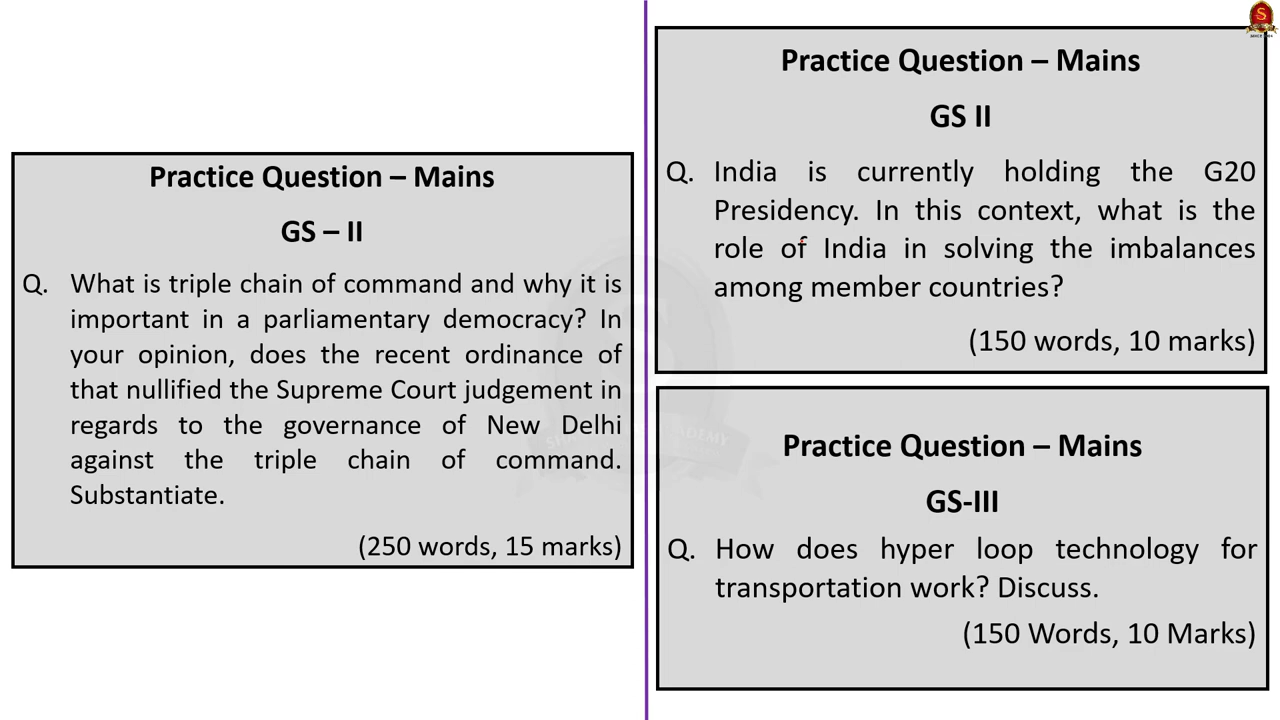 Practice Question – Mains
GS – II
Q. What is triple chain of command and why it is
important in a parliamentary democracy? In
your opinion, does the recent ordinance of
that nullified the Supreme Court judgement in
regards to the governance of New Delhi
against the triple chain of command.
Substantiate.
(250 words, 15 marks)
Practice Question – Mains
GS II
Q. India is currently holding the G20
Presidency. In this context, what is the
role of India in solving the imbalances
among member countries?
(150 words, 10 marks)
Practice Question – Mains
GS-III
Q. How does hyper loop technology for
transportation work? Discuss.
(150 Words, 10 Marks)